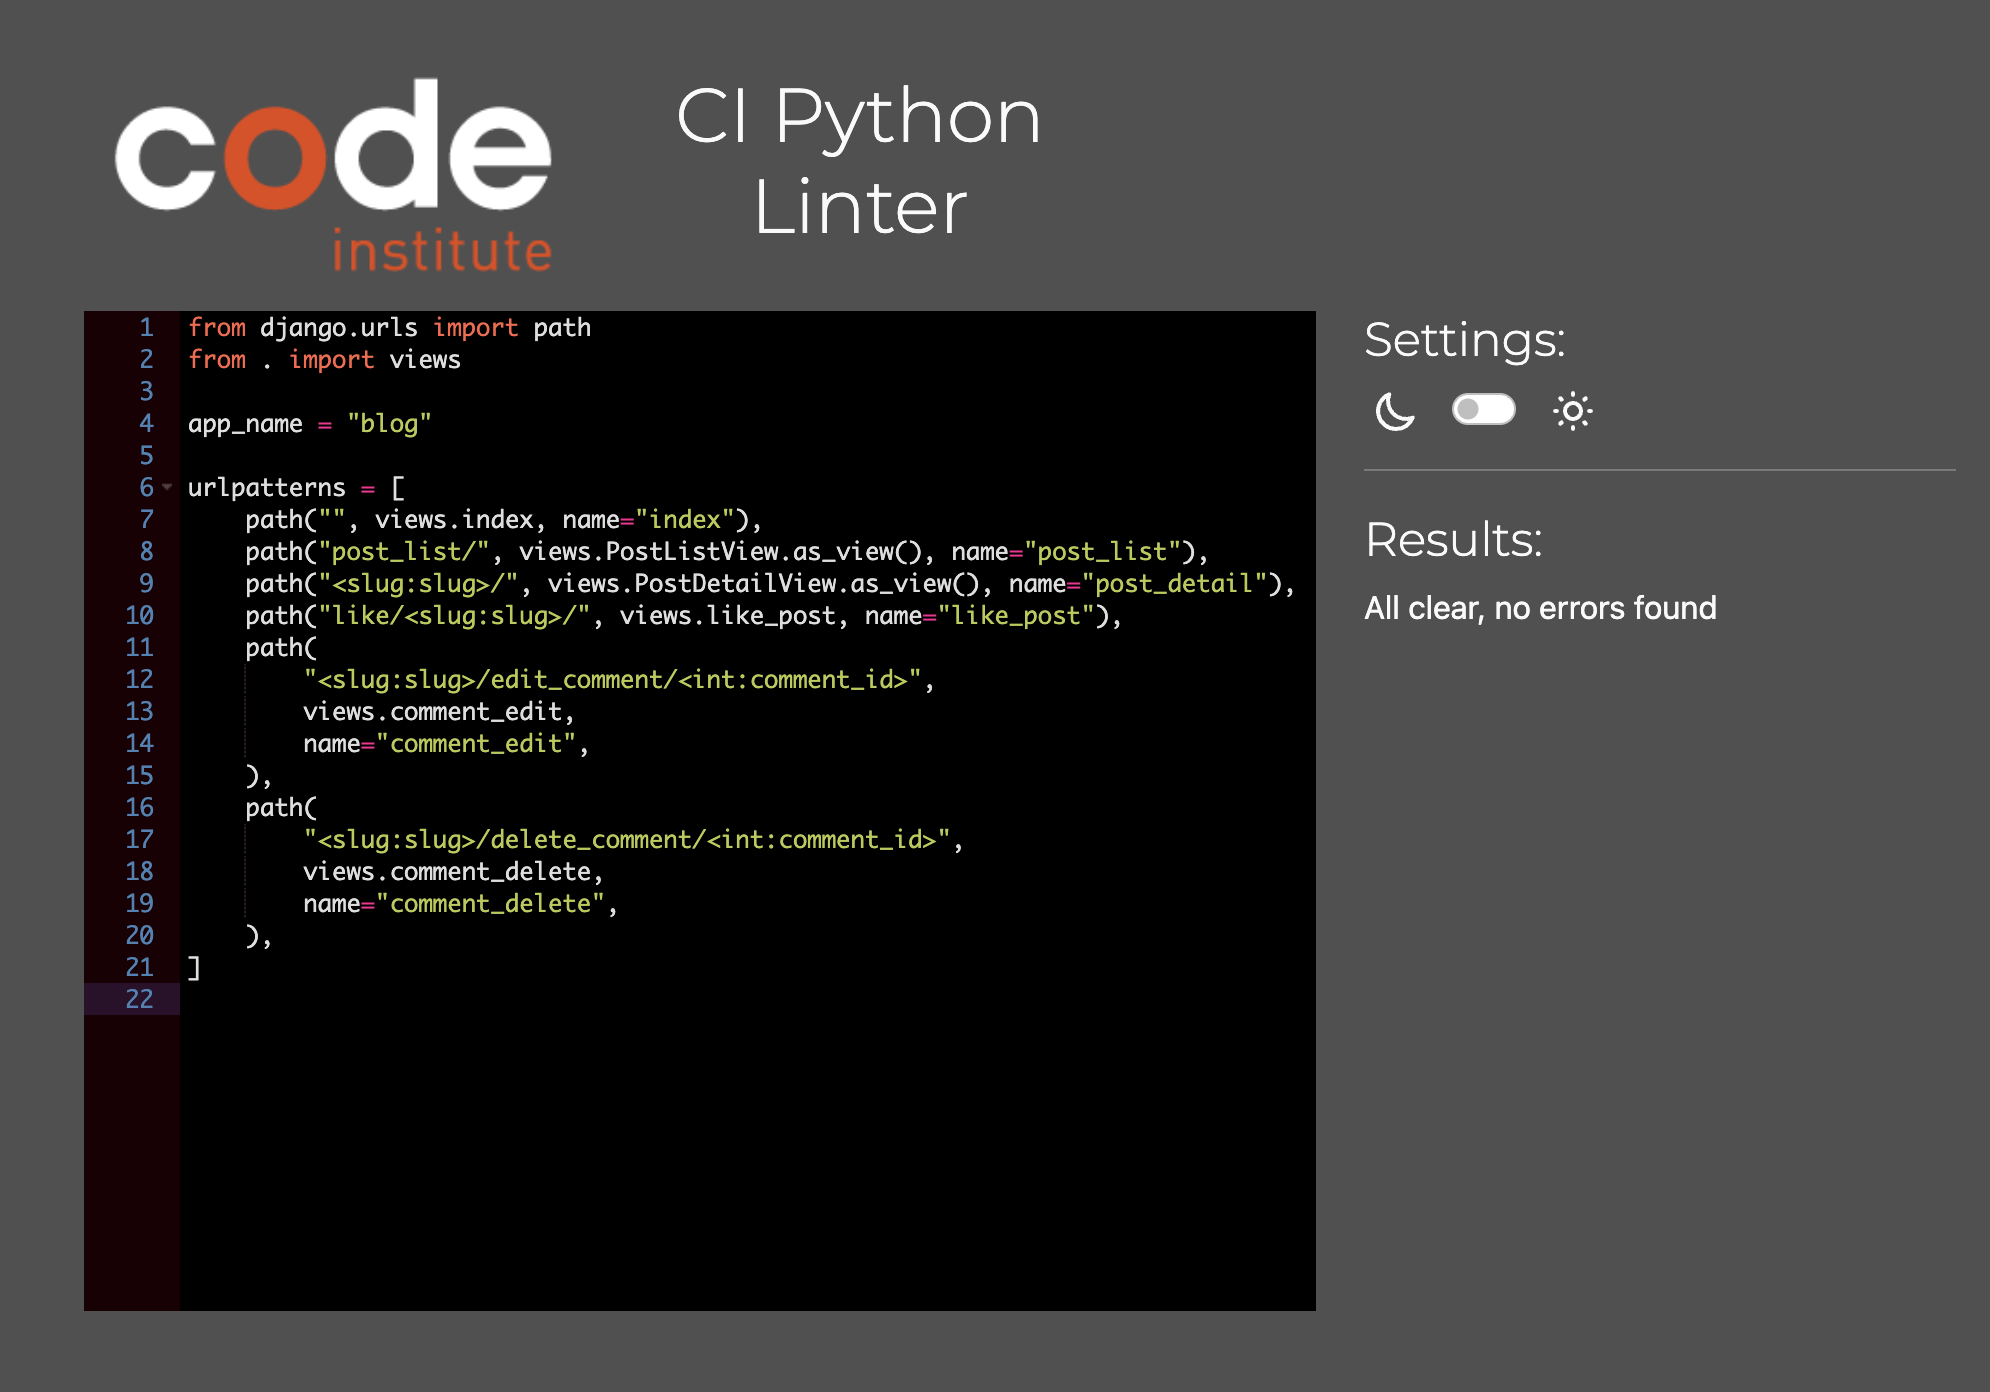 code
institute
CI Python
Linter
1 from django.urls import path
2 from . import views
3
4 app_name = "blog"
5
6 urlpatterns = [
7     path("", views.index, name="index"),
8     path("post_list/", views.PostListView.as_view(), name="post_list"),
9     path("<slug:slug>/", views.PostDetailView.as_view(), name="post_detail"),
10     path("like/<slug:slug>/", views.like_post, name="like_post"),
11     path(
12         "<slug:slug>/edit_comment/<int:comment_id>",
13         views.comment_edit,
14         name="comment_edit",
15     ),
16     path(
17         "<slug:slug>/delete_comment/<int:comment_id>",
18         views.comment_delete,
19         name="comment_delete",
20     ),
21 ]
22
Settings:
Results:
All clear, no errors found